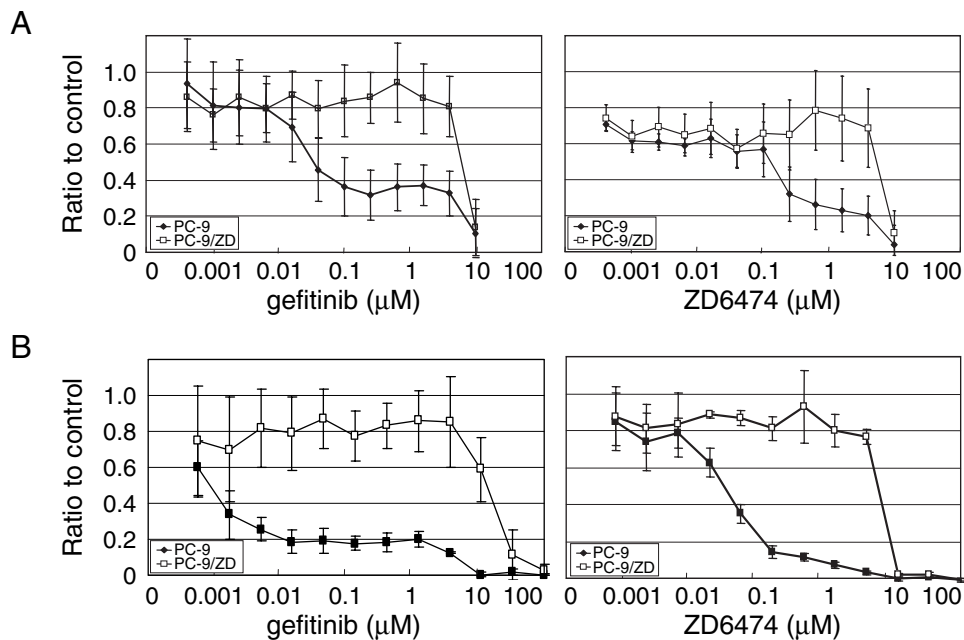 A
Ratio to control
1.0
0.8
0.6
0.4
0.2
0
PC-9
PC-9/ZD
0 0.001 0.01 0.1 1 10 100
gefitinib (μM)
PC-9
PC-9/ZD
0 0.001 0.01 0.1 1 10 100
ZD6474 (μM)
B
Ratio to control
1.0
0.8
0.6
0.4
0.2
0
PC-9
PC-9/ZD
0 0.001 0.01 0.1 1 10 100
gefitinib (μM)
PC-9
PC-9/ZD
0 0.001 0.01 0.1 1 10 100
ZD6474 (μM)